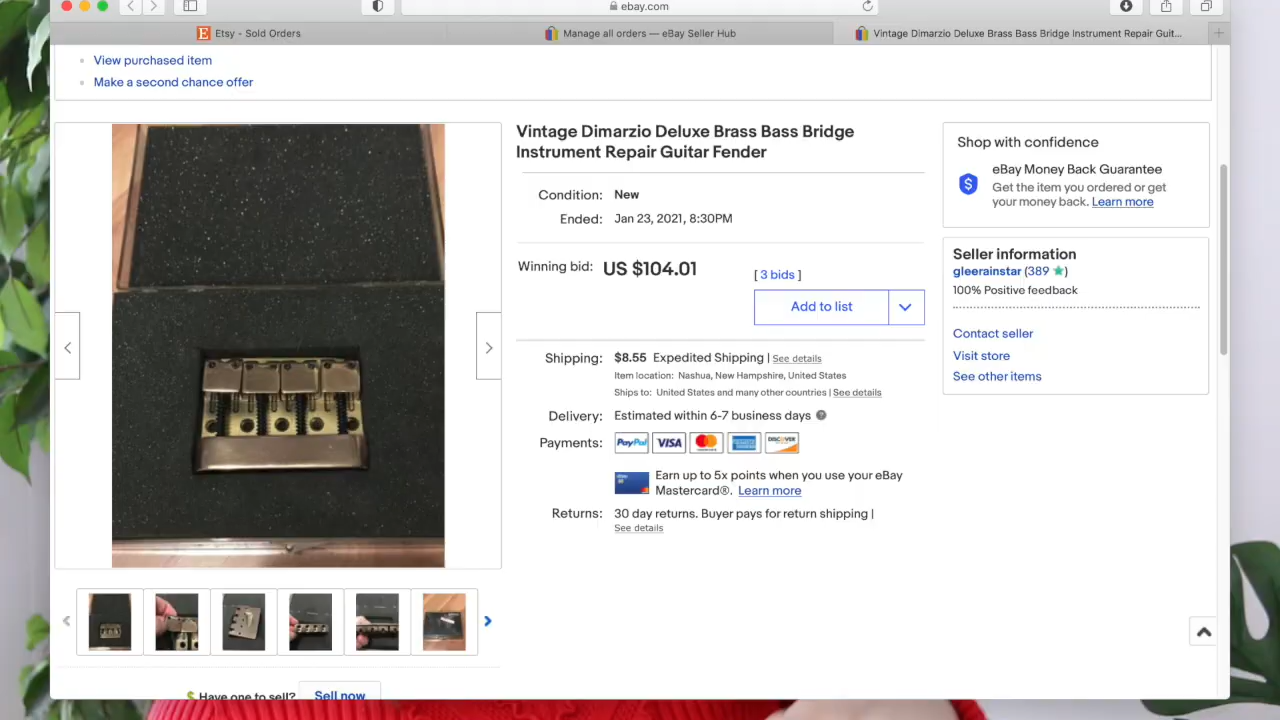 ebay.com
Etsy - Sold Orders
Manage all orders — eBay Seller Hub
Vintage Dimarzio Deluxe Brass Bass Bridge Instrument Repair Guit...
View purchased item
Make a second chance offer
Vintage Dimarzio Deluxe Brass Bass Bridge
Instrument Repair Guitar Fender
Condition: New
Ended: Jan 23, 2021, 8:30PM
Winning bid: US $104.01
[ 3 bids ]
Add to list
Shipping: $8.55 Expedited Shipping | See details
Item location: Nashua, New Hampshire, United States
Ships to: United States and many other countries | See details
Delivery: Estimated within 6-7 business days
Payments: PayPal VISA DISCOVER
Earn up to 5x points when you use your eBay
Mastercard®. Learn more
Returns: 30 day returns. Buyer pays for return shipping |
See details
Shop with confidence
eBay Money Back Guarantee
Get the item you ordered or get
your money back. Learn more
Seller information
gleerainstar (389 )
100% Positive feedback
Contact seller
Visit store
See other items
Have one to sell? Sell now